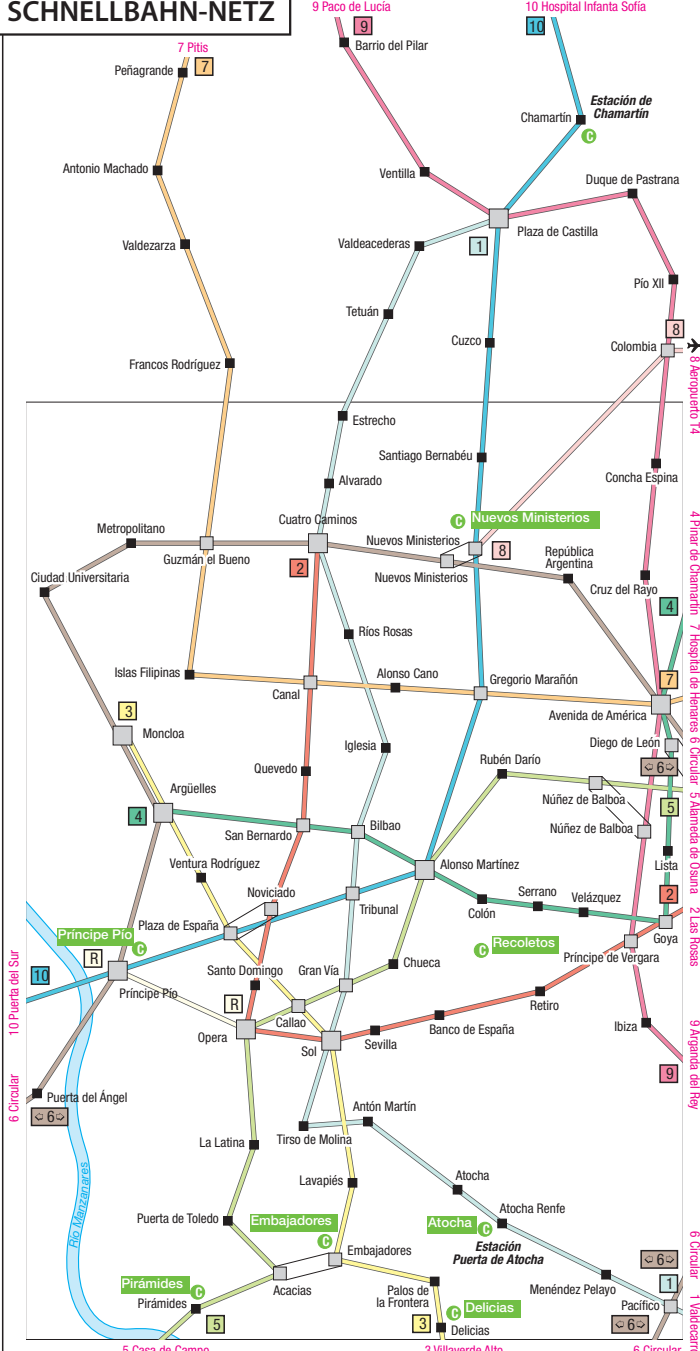 SCHNELLBAHN-NETZ
9 Paco de Lucía
10 Hospital Infanta Sofía
9
10
Barrio del Pilar
7 Pitis
7
Peñagrande
Estación de
Chamartín
Chamartín
C
Antonio Machado
Ventilla
Duque de Pastrana
Plaza de Castilla
Valdezarza
Valdeacederas
1
Pío XII
Tetuán
8
Cuzco
Colombia
8 Aeropuerto T4
Francos Rodríguez
Estrecho
Santiago Bernabéu
Concha Espina
Alvarado
Metropolitano
Cuatro Caminos
C
Nuevos Ministerios
Nuevos Ministerios
8
Guzmán el Bueno
2
Nuevos Ministerios
República
Argentina
Ciudad Universitaria
Cruz del Rayo
4 Pinar de Chamartín
4
Ríos Rosas
Islas Filipinas
Alonso Cano
Gregorio Marañón
7
7 Hospital de Henares
Canal
Avenida de América
3
Moncloa
Iglesia
Diego de León
6
6 Circular
Rubén Darío
Quevedo
Argüelles
Núñez de Balboa
5
5 Alameda de Osuna
4
San Bernardo
Bilbao
Núñez de Balboa
Ventura Rodríguez
Alonso Martínez
Lista
Noviciado
Serrano
Velázquez
2
2 Las Rosas
Tribunal
Colón
Plaza de España
Goya
Príncipe Pío
C
R
Recoletos
C
Príncipe de Vergara
10
10 Puerta del Sur
Santo Domingo
Gran Vía
Chueca
Príncipe Pío
R
Callao
Retiro
Opera
Sol
Sevilla
Banco de España
Ibiza
9
9 Arganda del Rey
6 Circular
Puerta del Ángel
6
Antón Martín
Tirso de Molina
La Latina
Río Manzanares
Lavapiés
Atocha
Puerta de Toledo
Embajadores
C
Atocha
C
Atocha Renfe
Estación
Puerta de Atocha
Embajadores
6
6 Circular
Pirámides
C
Acacias
Palos de
la Frontera
Menéndez Pelayo
1
Pirámides
Delicias
C
Pacífico
5
3
Delicias
6
5 Casa de Campo
3 Villaverde Alto
6 Circular